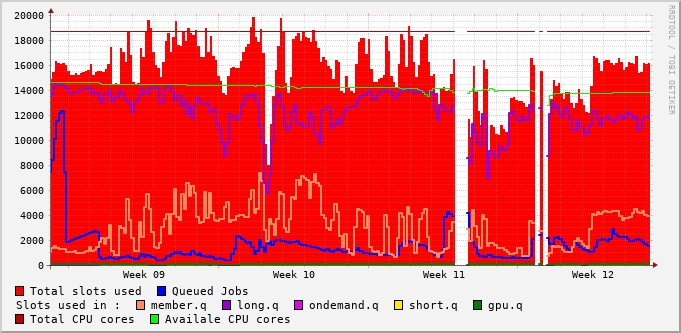 20000
18000
16000
14000
12000
10000
8000
6000
4000
2000
0
RRDTOOL / TOBI OETIKER
Week 09 Week 10 Week 11 Week 12
Total slots used Queued Jobs
Slots used in : member.q long.q ondemand.q short.q gpu.q
Total CPU cores Availale CPU cores